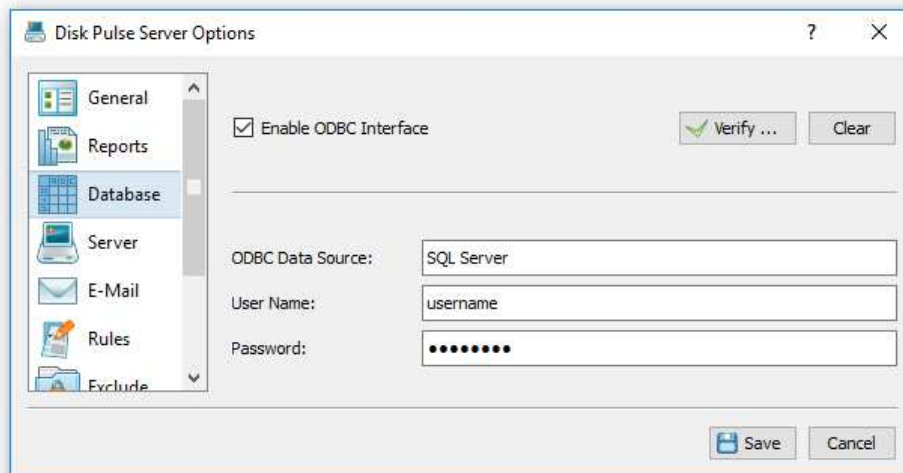 Disk Pulse Server Options
?
General
Reports
Database
Server
E-Mail
Rules
Exclude
Enable ODBC Interface
Verify ...
Clear
ODBC Data Source:
SQL Server
User Name:
username
Password:
••••••••
Save
Cancel